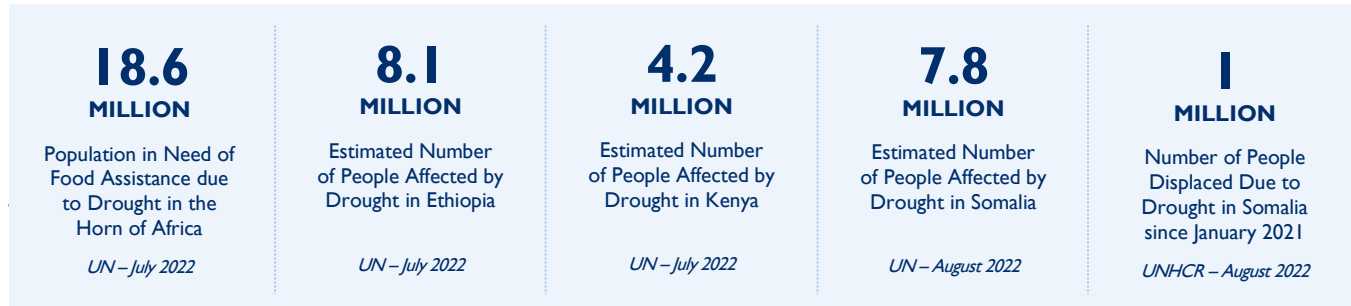 18.6
MILLION
Population in Need of
Food Assistance due
to Drought in the
Horn of Africa
UN – July 2022
8.1
MILLION
Estimated Number
of People Affected by
Drought in Ethiopia
UN – July 2022
4.2
MILLION
Estimated Number
of People Affected by
Drought in Kenya
UN – July 2022
7.8
MILLION
Estimated Number
of People Affected by
Drought in Somalia
UN – August 2022
1
MILLION
Number of People
Displaced Due to
Drought in Somalia
since January 2021
UNHCR – August 2022